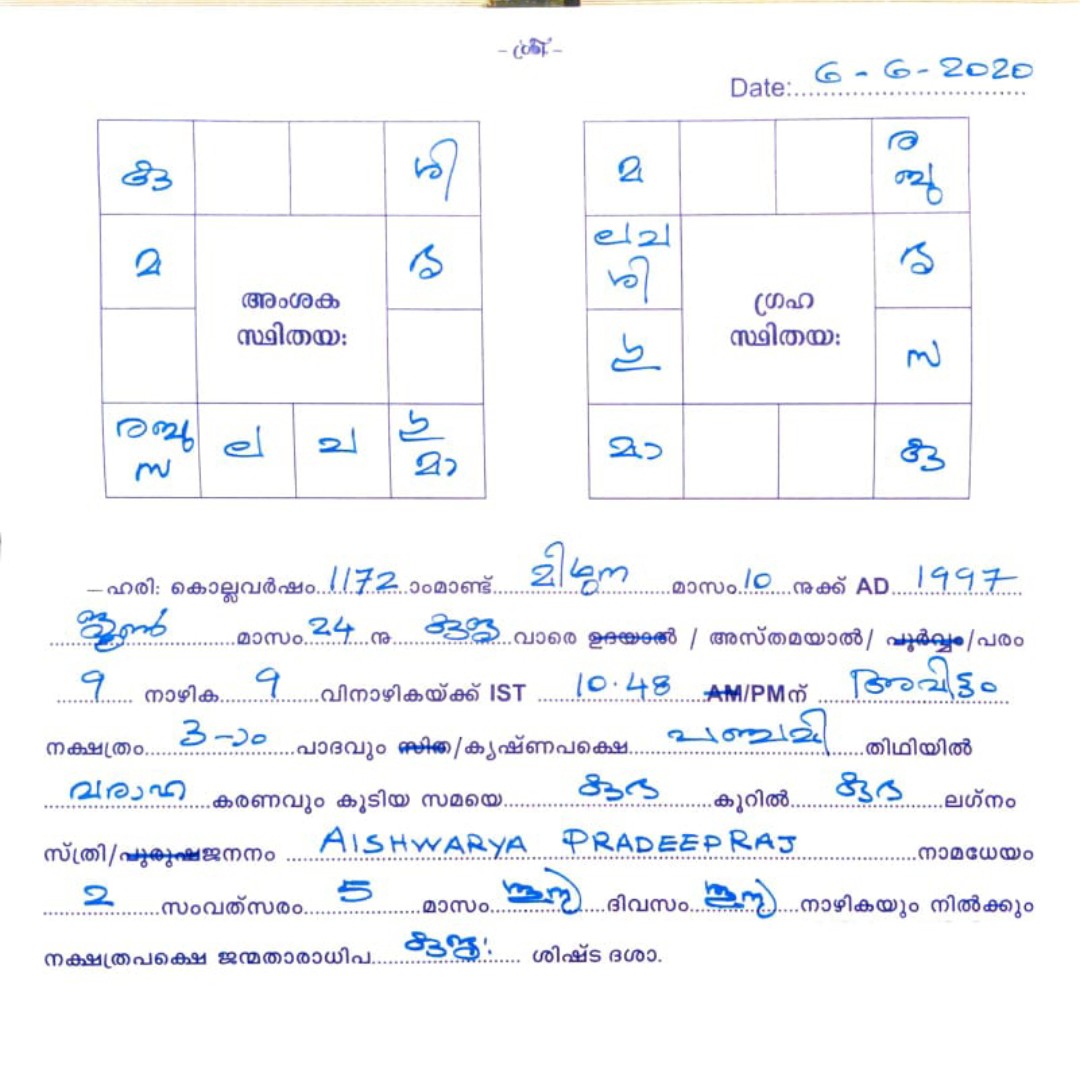 - ശ്രീ -
Date: 6 - 6 - 2020
കു ശി
മ ഭൃ
അംശക
സ്ഥിതയ:
രബു
സ ല ച മാ
മ ര
ബു
ലച
ശി
ഗ്രഹ
സ്ഥിതയ:
സ
മാ കു
– ഹരി: കൊല്ലവർഷം 1172 ാംമാണ്ട് മിഥുന മാസം 10 നുക്ക് AD 1997
ജൂൺ മാസം 24 നു കുജ വാരെ ഉദയാൽ / അസ്തമയാൽ/ പൂർവ്വം/പരം
9 നാഴിക 9 വിനാഴികയ്ക്ക് IST 10.48 AM/PMന് അവിട്ടം
നക്ഷത്രം 3-ാം പാദവും സിത/കൃഷ്ണപക്ഷെ പഞ്ചമി തിഥിയിൽ
വരാഹ കരണവും കൂടിയ സമയെ കുംഭ കൂറിൽ കുംഭ ലഗ്നം
സ്ത്രി/പുരുഷജനനം AISHWARYA PRADEEPRAJ നാമധേയം
2 സംവത്സരം 5 മാസം ദിവസം നാഴികയും നിൽക്കും
നക്ഷത്രപക്ഷെ ജന്മതാരാധിപ കുജ: ശിഷ്ട ദശാ.